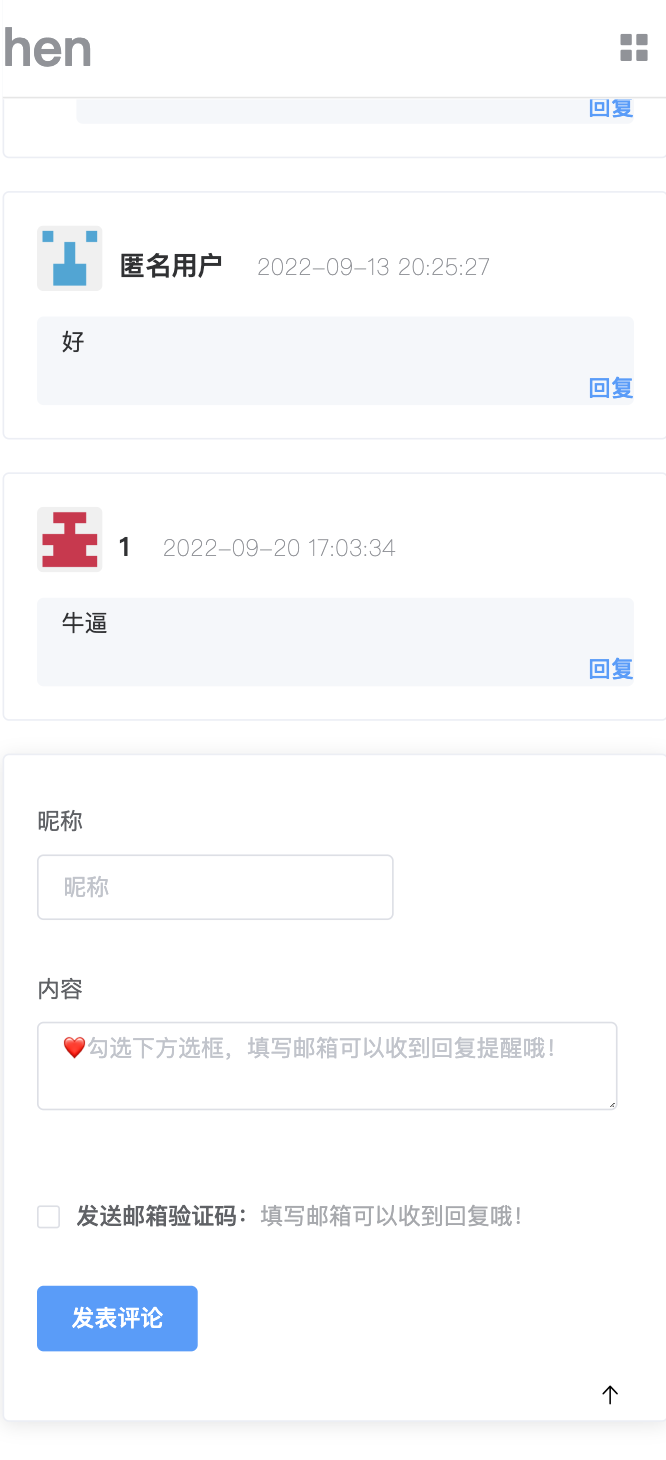 hen
回复
匿名用户 2022-09-13 20:25:27
好
回复
1 2022-09-20 17:03:34
牛逼
回复
昵称
昵称
内容
❤️勾选下方选框，填写邮箱可以收到回复提醒哦！
发送邮箱验证码：填写邮箱可以收到回复哦！
发表评论